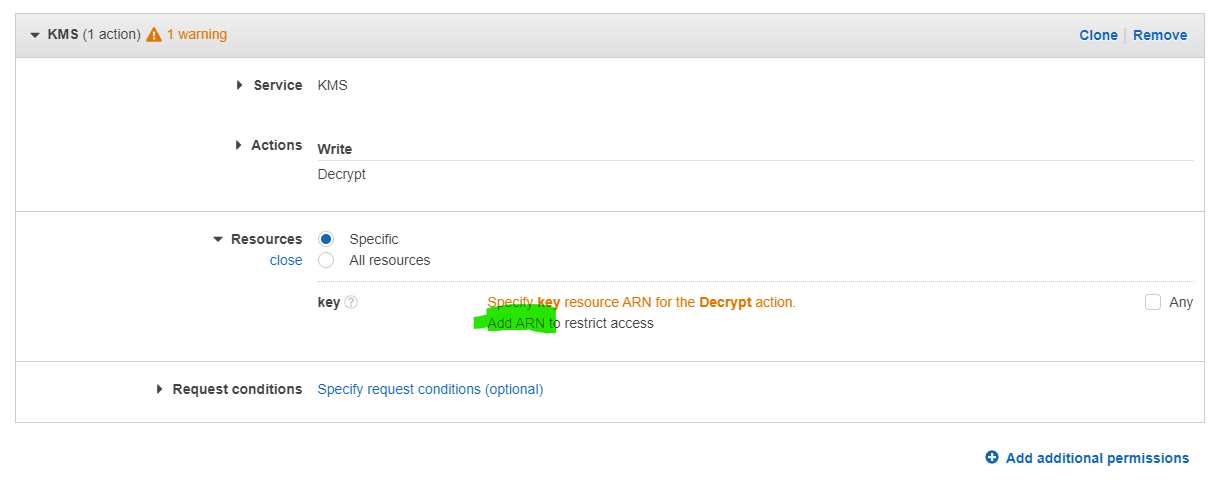 KMS (1 action) 1 warning Clone Remove
Service KMS
Actions Write
Decrypt
Resources Specific
close All resources
key ? Specify key resource ARN for the Decrypt action. Any
Add ARN to restrict access
Request conditions Specify request conditions (optional)
Add additional permissions